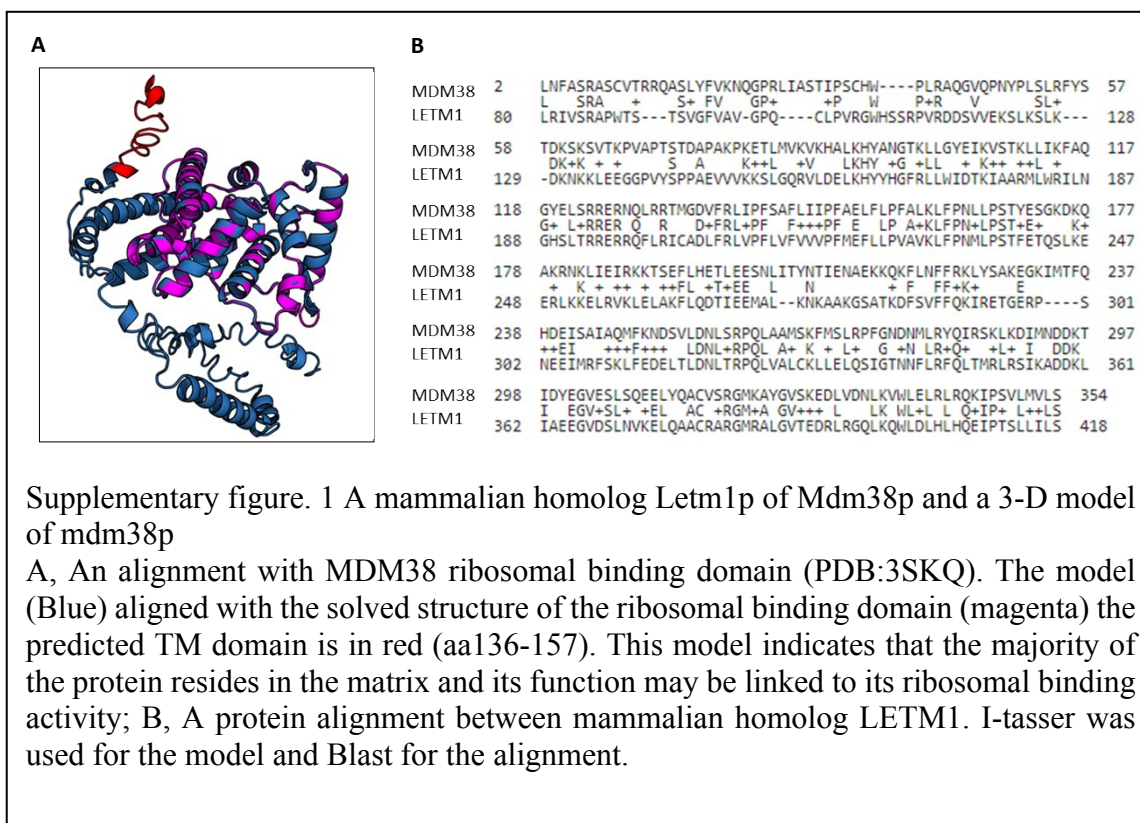 A
B
MDM38 2 LNFASRASCVTRRQASLYFVKNQGPRLIASTIPSCHW----PLRAQGVQPNYPLSLRFYS 57
L SRA + S+ FV GP+ +P W P+R V SL+
LETM1 80 LRIVSRAPWTS---TSVGFVAV-GPQ----CLPVRGWHSSRPVRDDSVVEKSLKSLK--- 128
MDM38 58 TDKSKSVTKPVAPTSTDAPAKPKETLMVKVKHALKHYANGTKLLGYEIKVSTKLLIKFAQ 117
DK+K + + S A K++L +V LKHY +G +LL + K++ ++L +
LETM1 129 -DKNKKLEEGGPVYSPPAEVVVKKSLGQRVLDELKHYYHGFRLLWIDTKIAARMLWRILN 187
MDM38 118 GYELSRRERNQLRRTMGDVFRLIPFSAFLIIPFAELFLPFALKLFPNLLPSTYESGKDKQ 177
G+ L+RRER Q R D+FRL+PF F+++PF E LP A+KLFPN+LPST+E+ K+
LETM1 188 GHSLTRRERRQFLRICADLFRLVPFLVFVVVPFMEFLLPVAVKLFPNMLPSTFETQSLKE 247
MDM38 178 AKRNKLIEIRKKTSEFLHETLEESNLITYNTIENAEKKQKFLNFFRKLYSAKEGKIMTFQ 237
+ K + ++ + ++FL +T+EE L N + F FF+K+ E
LETM1 248 ERLKKELRVKLELAKFLQDTIEEMAL--KNKAAKGSATKDFSVFFQKIRETGERP----S 301
MDM38 238 HDEISAIAQMFKNDSVLDNLSRPQLAAMSKFMSLRPFGNDNMLRYQIRSKLKDIMNDDKT 297
++EI +++F+++ LDNL+RPQL A+ K + L+ G +N LR+Q+ +L+ I DDK
LETM1 302 NEEIMRFSKLFEDELTLDNLTRPQLVALCKLLELQSIGTNNFLRFQLTMRLRSIKADDKL 361
MDM38 298 IDYEGVESLSQEELYQACVSRGMKAYGVSKEDLVDNLKVWLELRLRQKIPSVLMVLS 354
I EGV+SL+ +EL AC +RGM+A GV+++ L LK WL+L L Q+IP+ L++LS
LETM1 362 IAEEGVDSLNVKELQAACRARGMRALGVTEDRLRGQLKQWLDLHLHQEIPTSLLILS 418
Supplementary figure. 1 A mammalian homolog Letm1p of Mdm38p and a 3-D model
of mdm38p
A, An alignment with MDM38 ribosomal binding domain (PDB:3SKQ). The model
(Blue) aligned with the solved structure of the ribosomal binding domain (magenta) the
predicted TM domain is in red (aa136-157). This model indicates that the majority of
the protein resides in the matrix and its function may be linked to its ribosomal binding
activity; B, A protein alignment between mammalian homolog LETM1. I-tasser was
used for the model and Blast for the alignment.